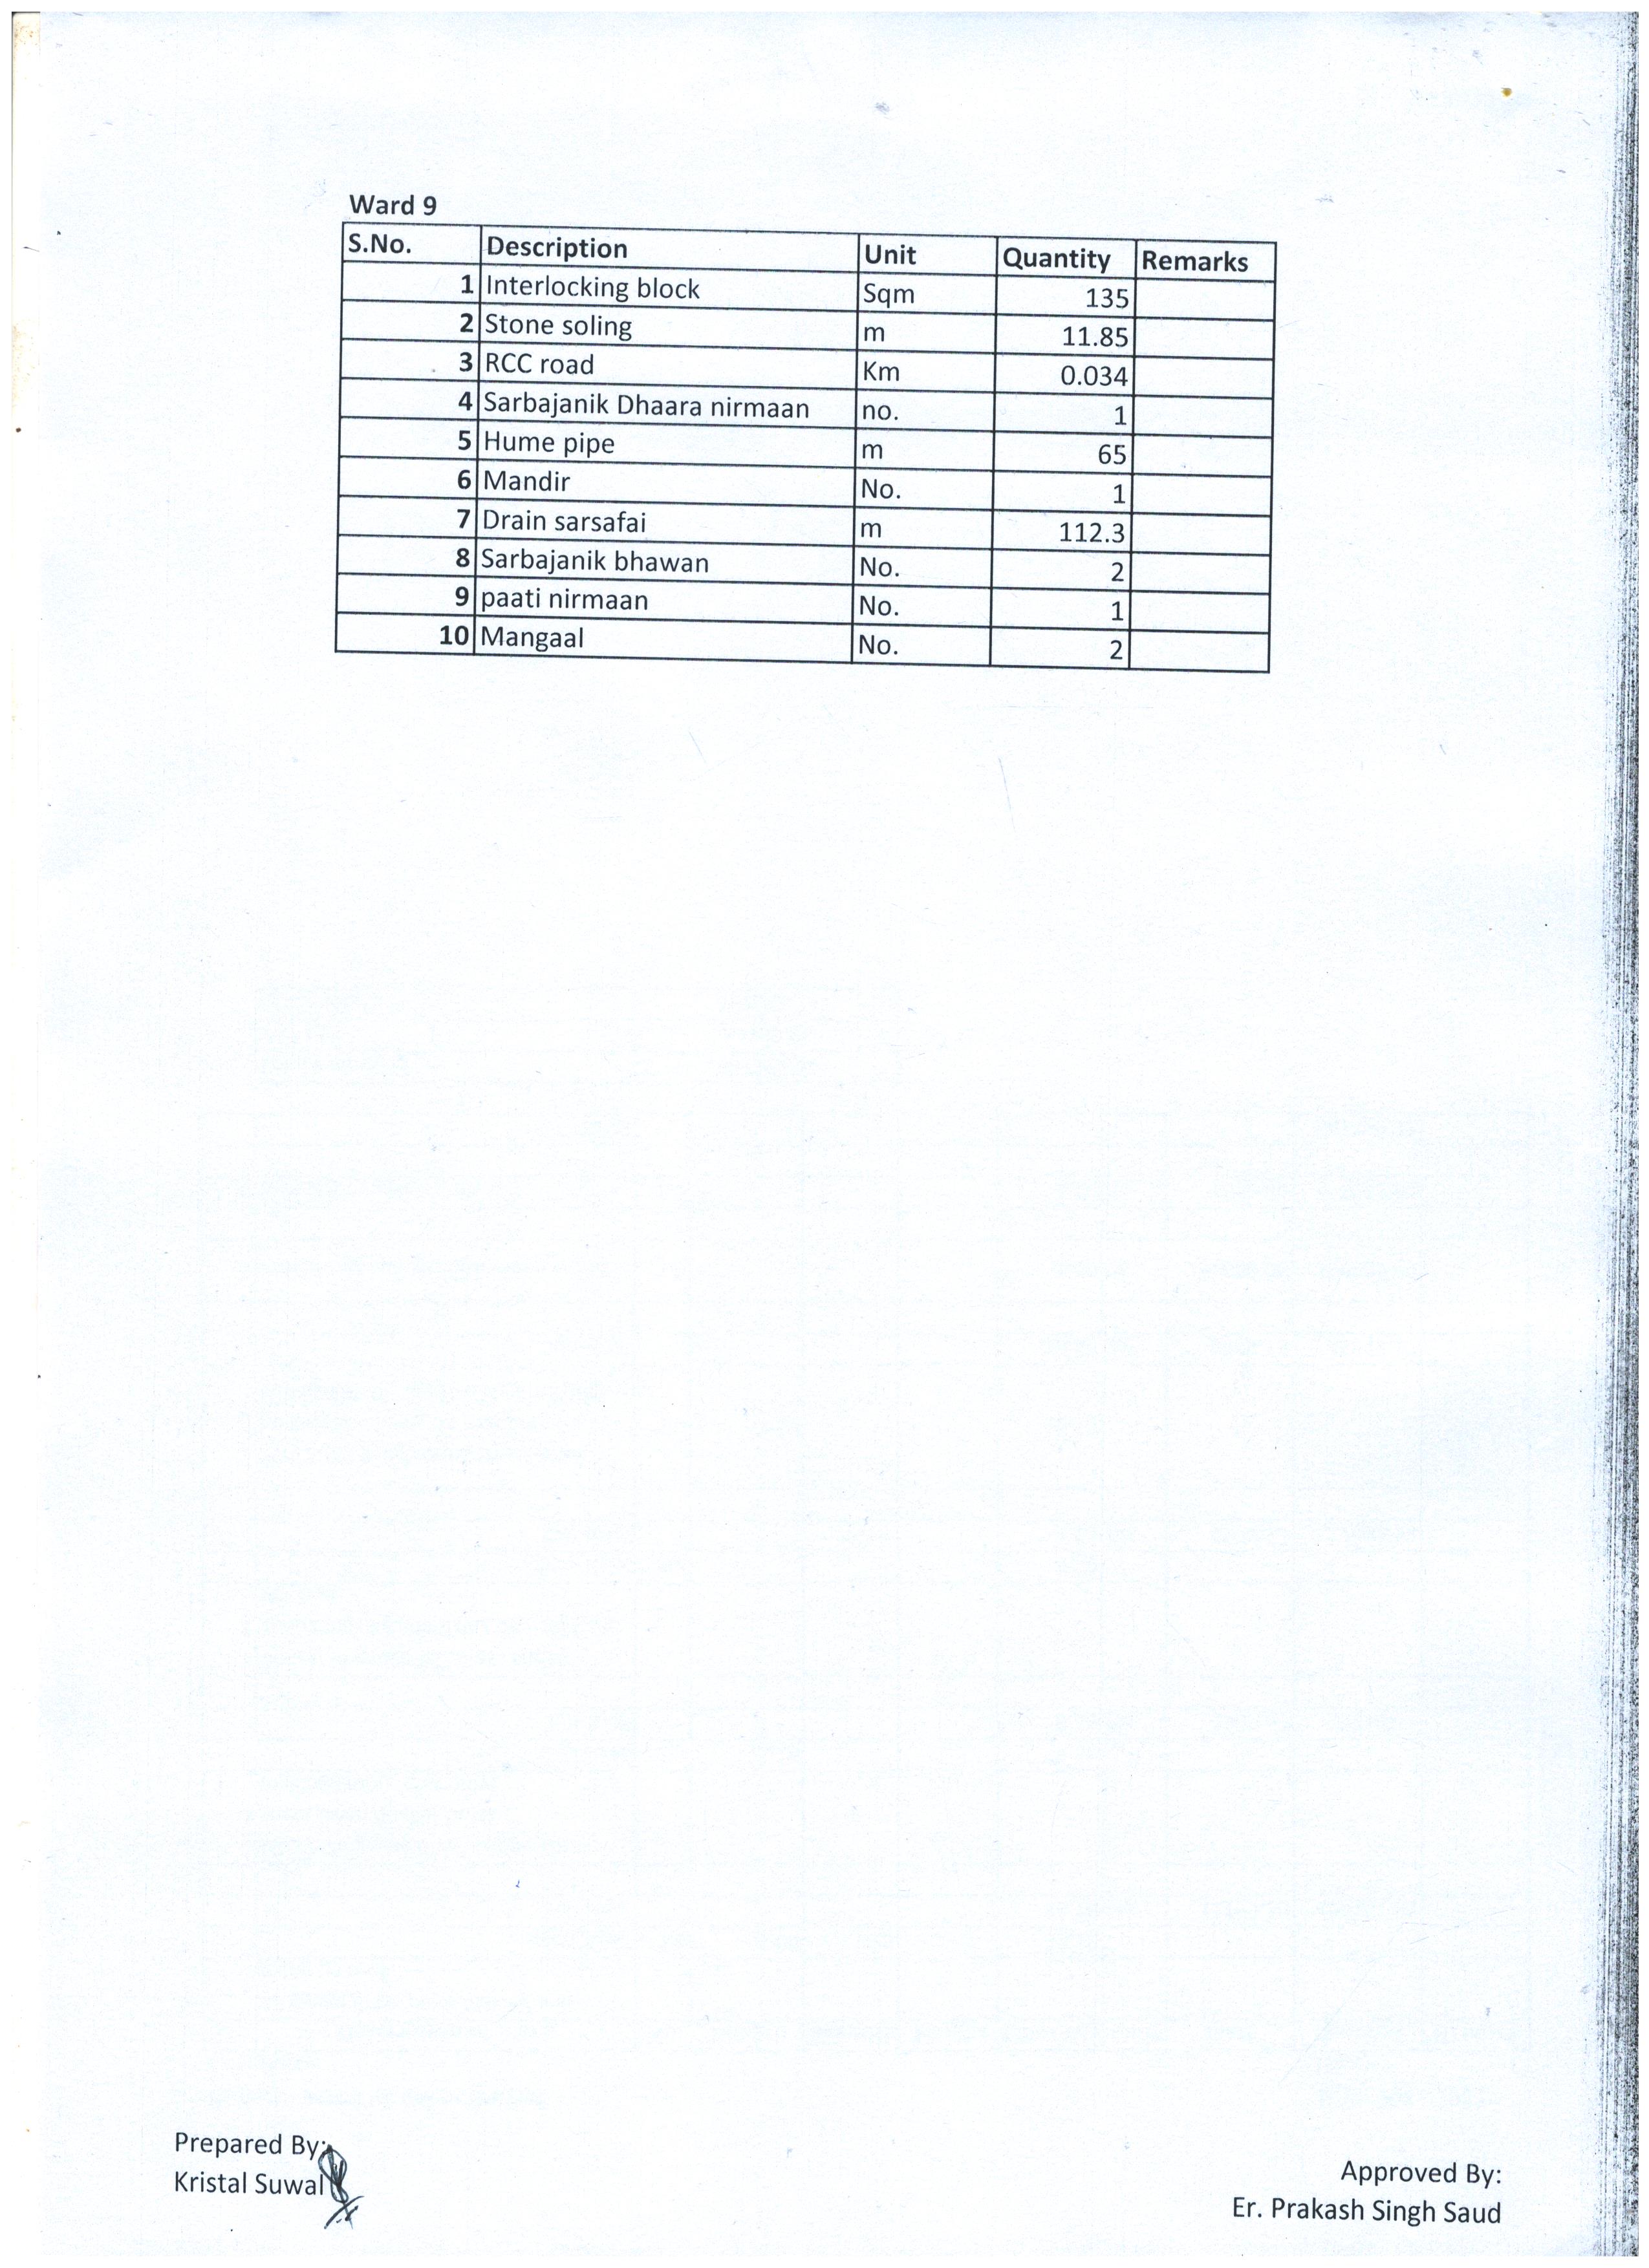 Ward 9
S.No. Description Unit Quantity Remarks
1 Interlocking block Sqm 135
2 Stone soling m 11.85
3 RCC road Km 0.034
4 Sarbajanik Dhaara nirmaan no. 1
5 Hume pipe m 65
6 Mandir No. 1
7 Drain sarsafai m 112.3
8 Sarbajanik bhawan No. 2
9 paati nirmaan No. 1
10 Mangaal No. 2
Prepared By:
Kristal Suwal
Approved By:
Er. Prakash Singh Saud